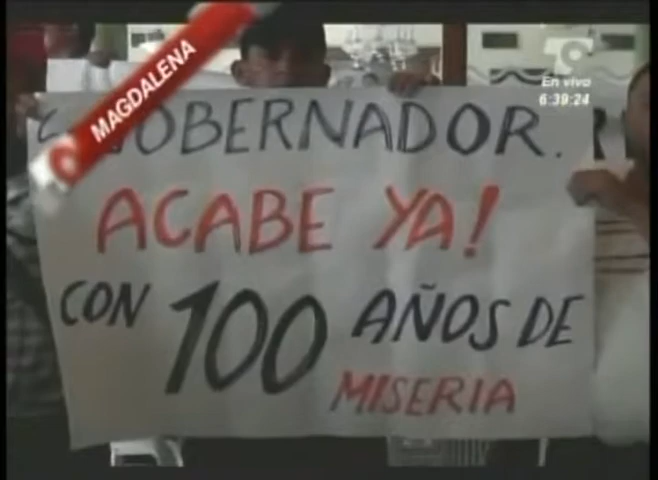 MAGDALENA
En vivo
6:39:24
GOBERNADOR.
ACABE YA!
CON 100 AÑOS DE
MISERIA